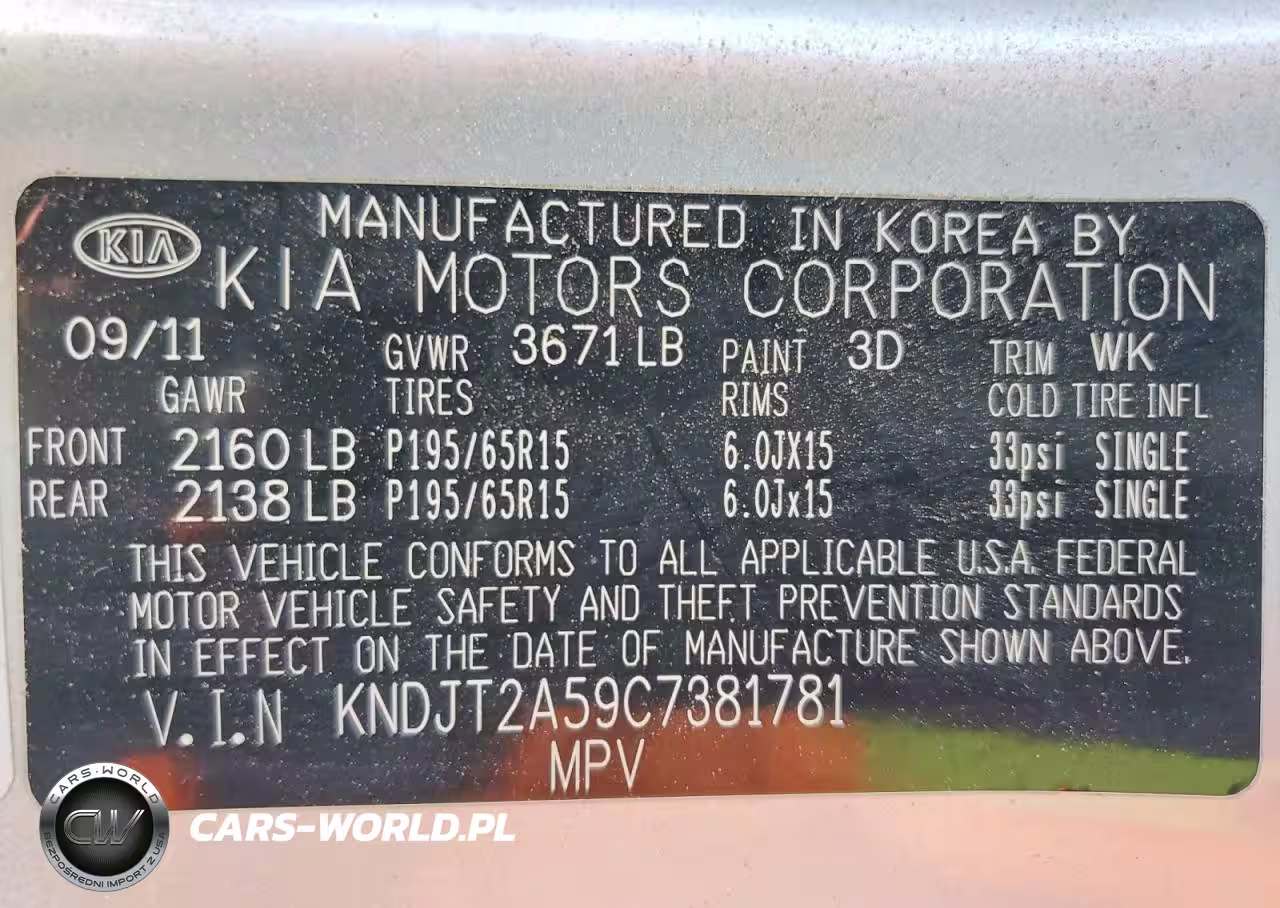 KIA
MANUFACTURED IN KOREA BY
KIA MOTORS CORPORATION
09/11 GVWR 3671 LB PAINT 3D TRIM WK
GAWR TIRES RIMS COLD TIRE INFL
FRONT 2160 LB P195/65R15 6.0JX15 33psi SINGLE
REAR 2138 LB P195/65R15 6.0Jx15 33psi SINGLE
THIS VEHICLE CONFORMS TO ALL APPLICABLE U.S.A. FEDERAL
MOTOR VEHICLE SAFETY AND THEFT PREVENTION STANDARDS
IN EFFECT ON THE DATE OF MANUFACTURE SHOWN ABOVE.
V.I.N KNDJT2A59C7381781
MPV
CARS-WORLD
CW
BEZPOŚREDNI IMPORT Z USA
CARS-WORLD.PL